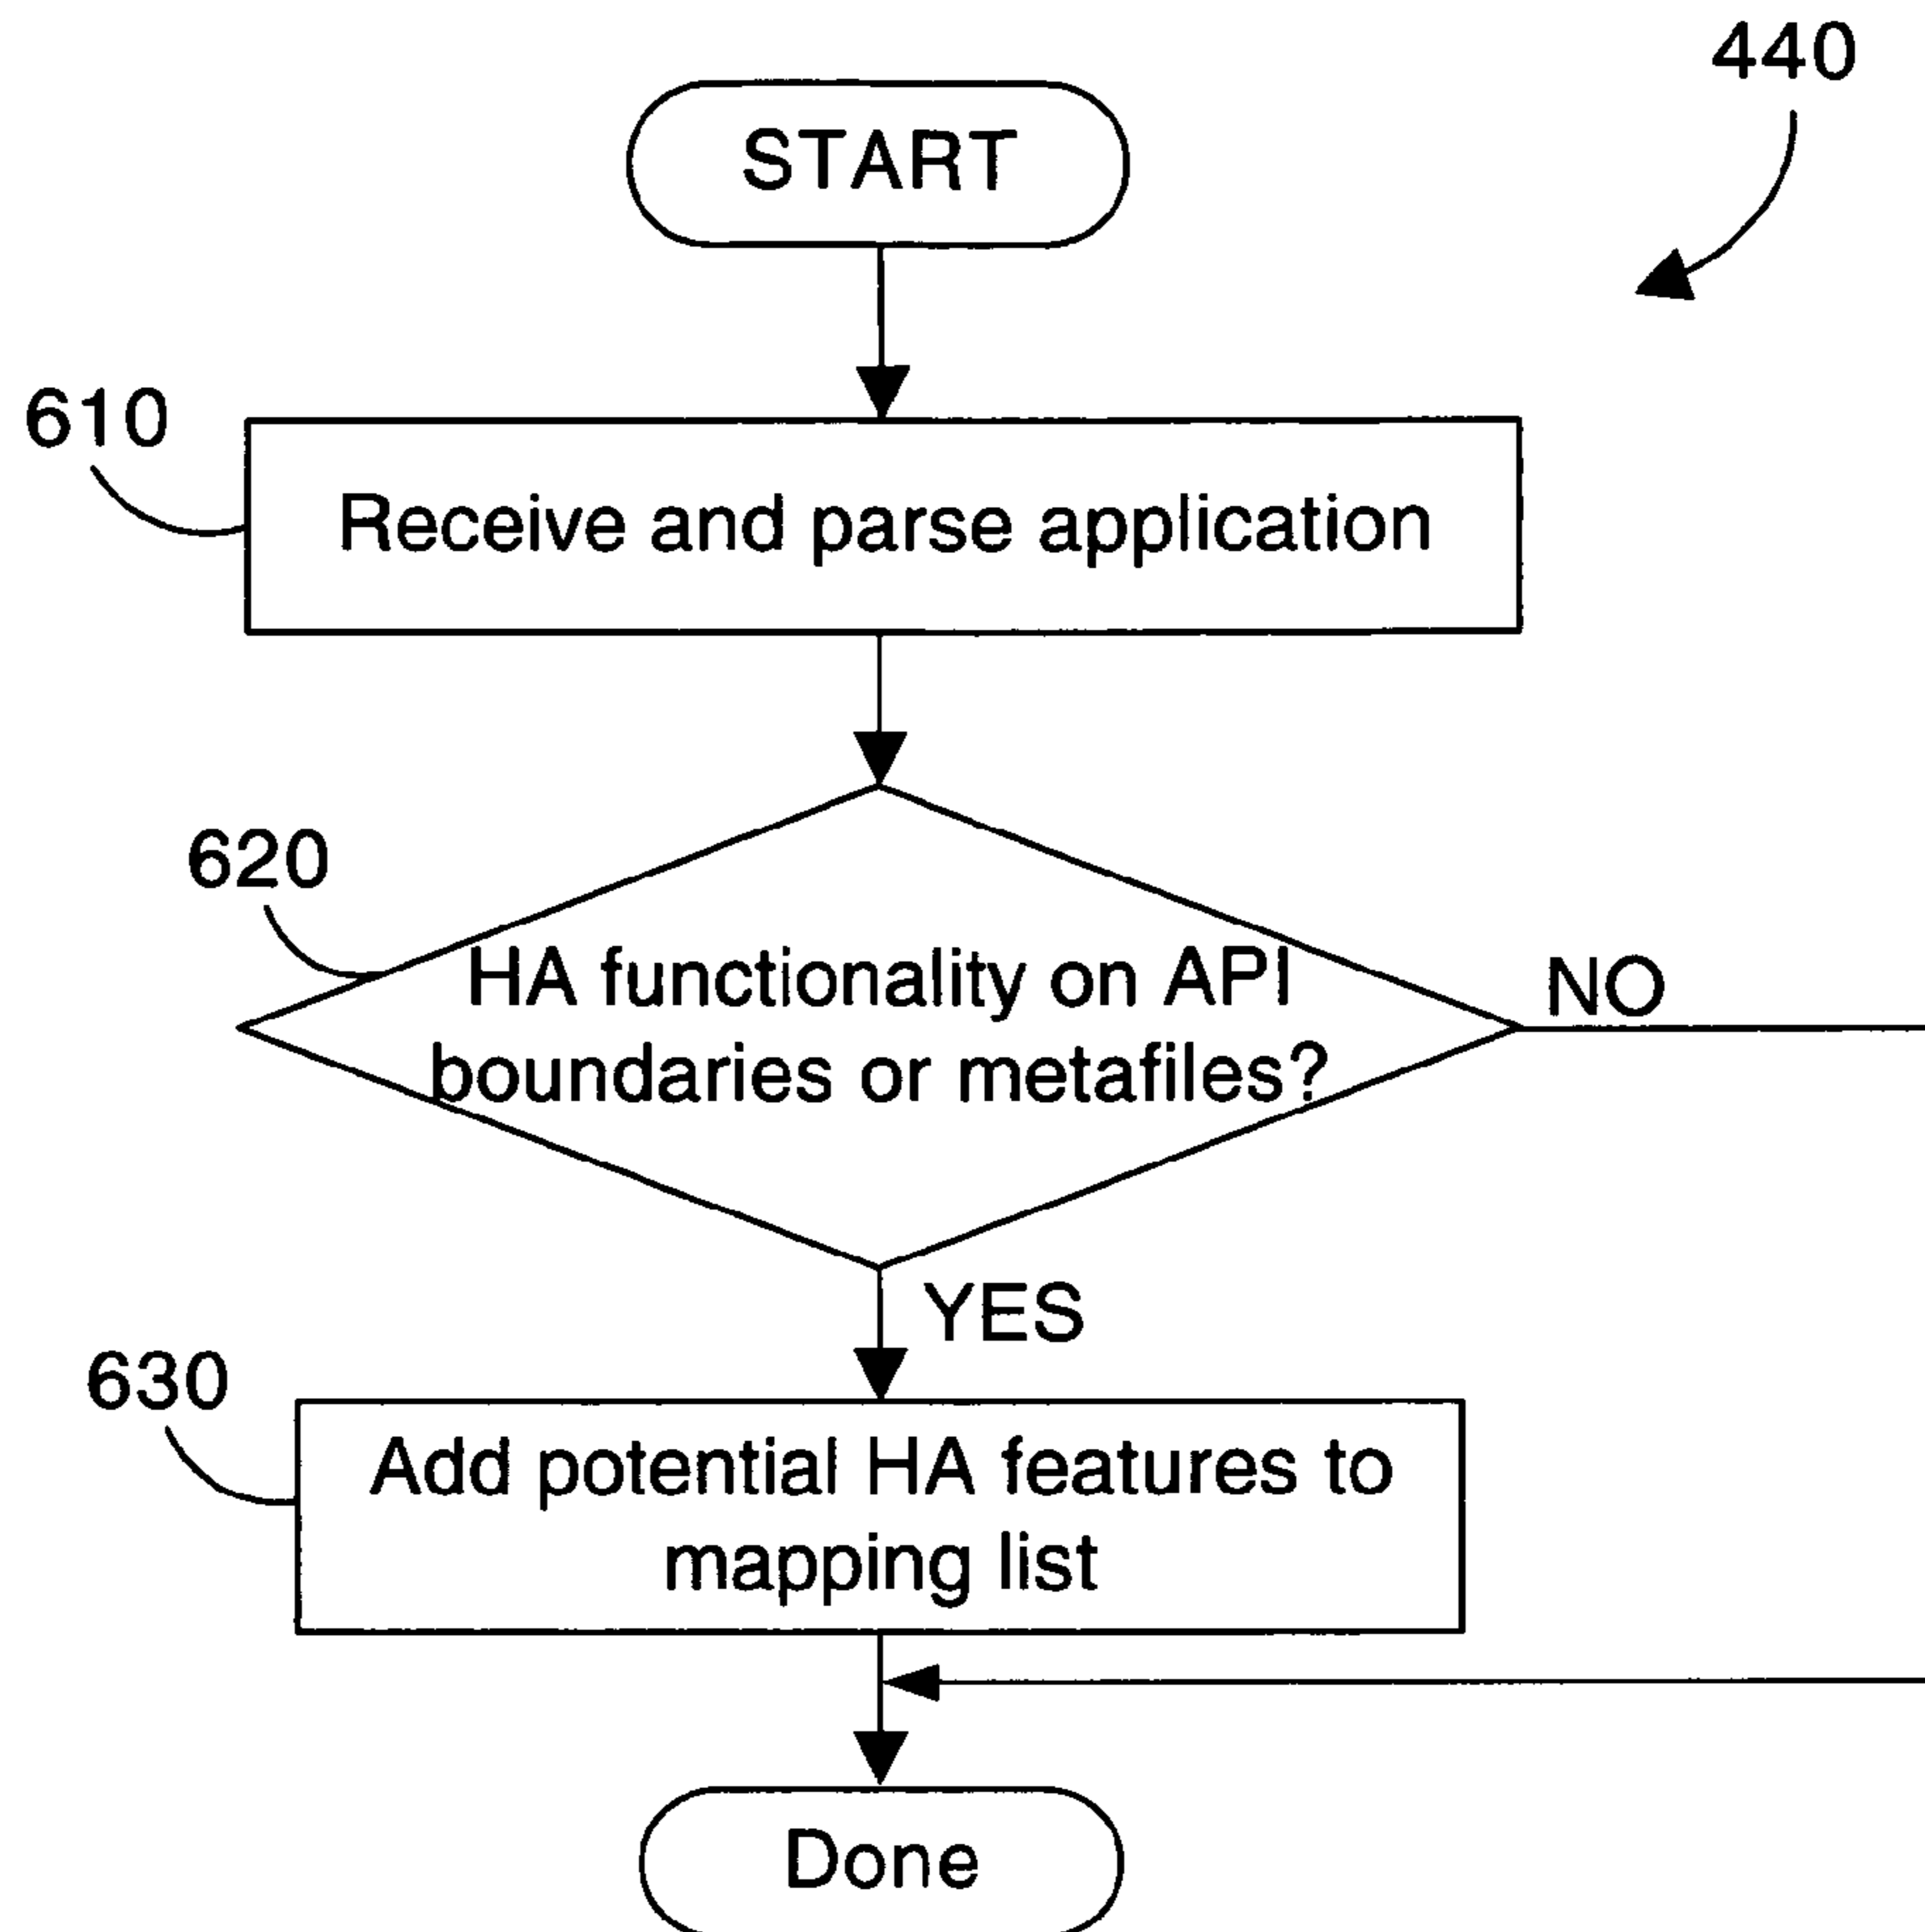 440
START
610
Receive and parse application
620
HA functionality on API
boundaries or metafiles?
NO
YES
630
Add potential HA features to
mapping list
Done